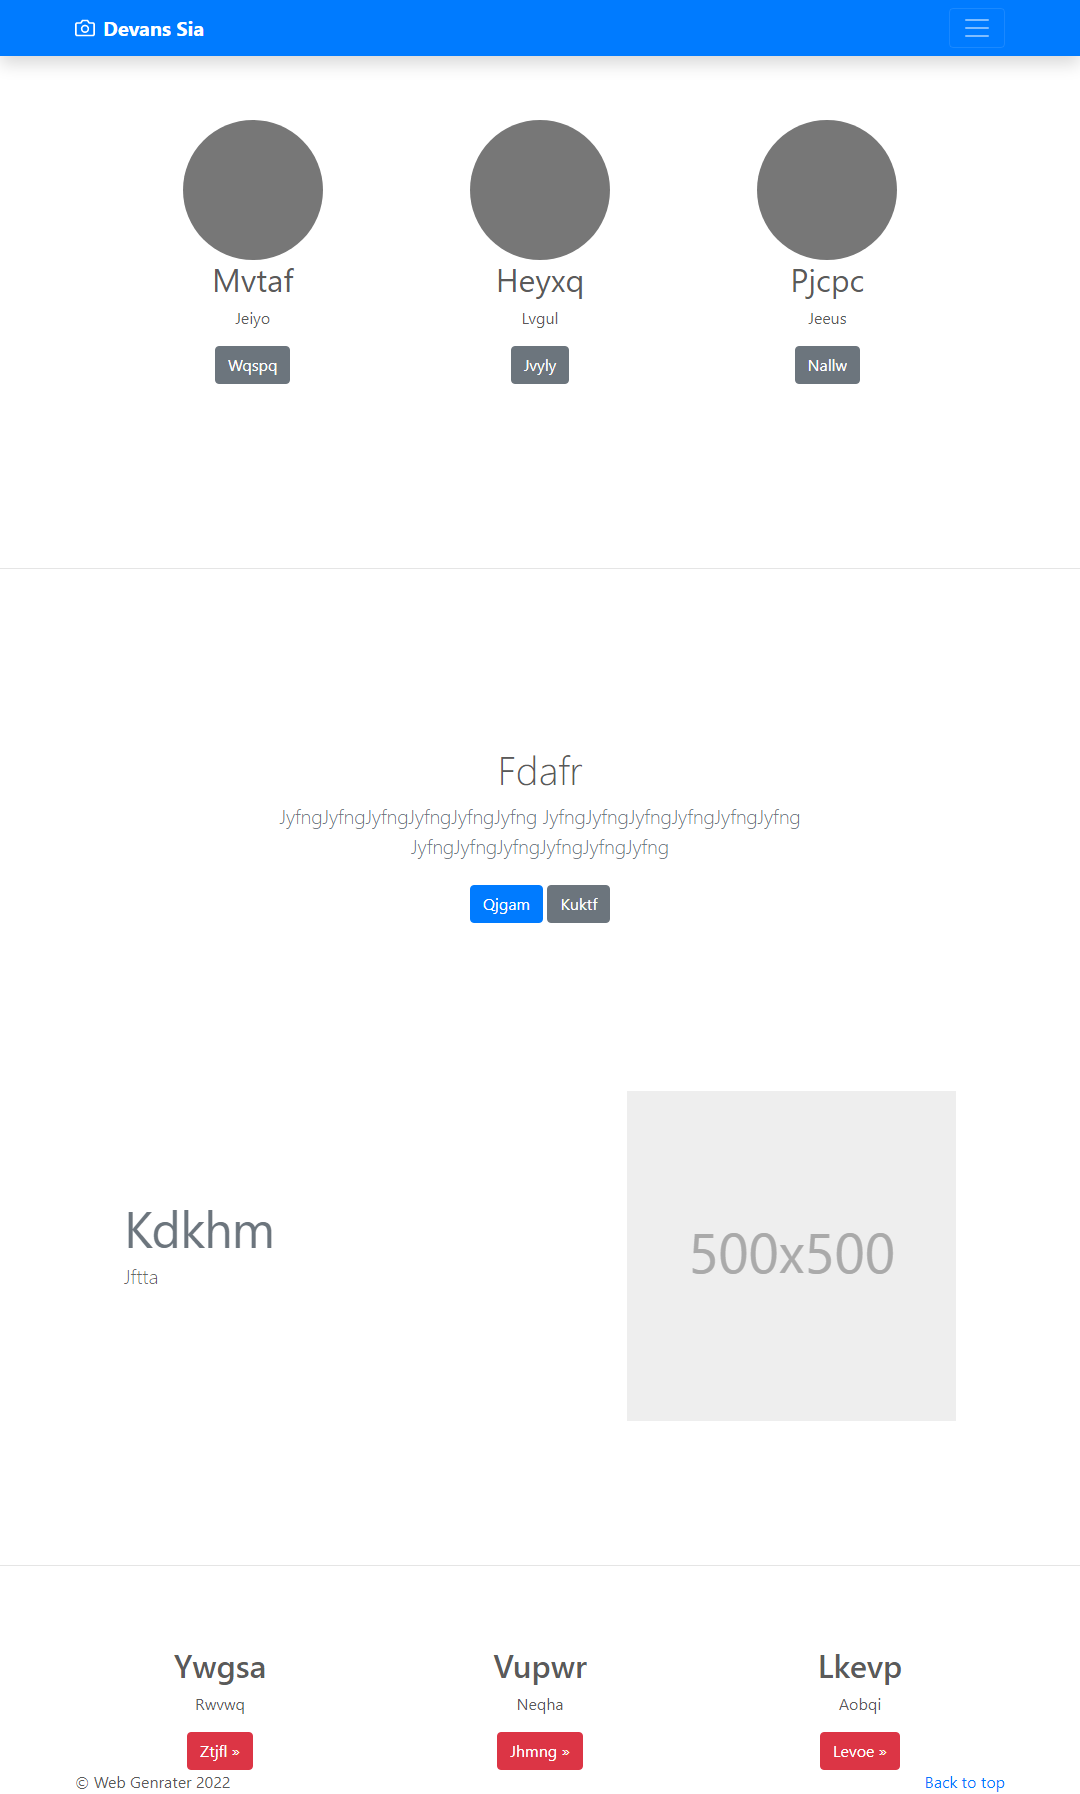 Devans Sia
Mvtaf
Heyxq
Pjcpc
Jeiyo
Lvgul
Jeeus
Wqspq
Jvyly
Nallw
Fdafr
JyfngJyfngJyfngJyfngJyfngJyfng JyfngJyfngJyfngJyfngJyfngJyfng
JyfngJyfngJyfngJyfngJyfngJyfng
Qjgam
Kuktf
Kdkhm
Jftta
500x500
Ywgsa
Vupwr
Lkevp
Rwvwq
Neqha
Aobqi
Ztjfl »
Jhmng »
Levoe »
© Web Genrater 2022
Back to top